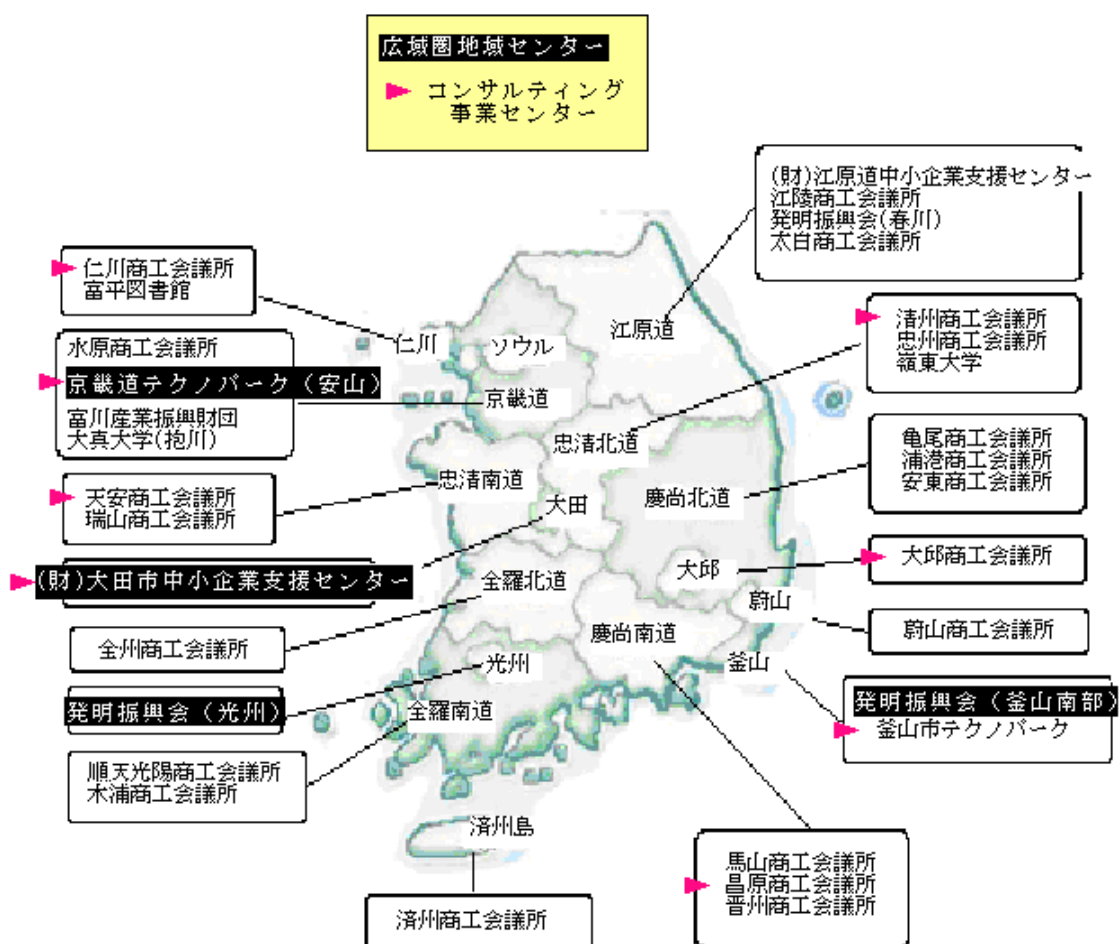 広域圏地域センター
コンサルティング
事業センター
(財)江原道中小企業支援センター
江陵商工会議所
発明振興会(春川)
太白商工会議所
仁川商工会議所
富平図書館
水原商工会議所
京畿道テクノパーク(安山)
富川産業振興財団
大真大学(抱川)
天安商工会議所
瑞山商工会議所
(財)大田市中小企業支援センター
全州商工会議所
発明振興会(光州)
順天光陽商工会議所
木浦商工会議所
仁川
ソウル
江原道
京畿道
忠清北道
忠清南道
大田
慶尚北道
全羅北道
大邱
蔚山
慶尚南道
光州
釜山
全羅南道
済州島
清州商工会議所
忠州商工会議所
嶺東大学
亀尾商工会議所
浦港商工会議所
安東商工会議所
大邱商工会議所
蔚山商工会議所
発明振興会(釜山南部)
釜山市テクノパーク
馬山商工会議所
昌原商工会議所
晋州商工会議所
済州商工会議所